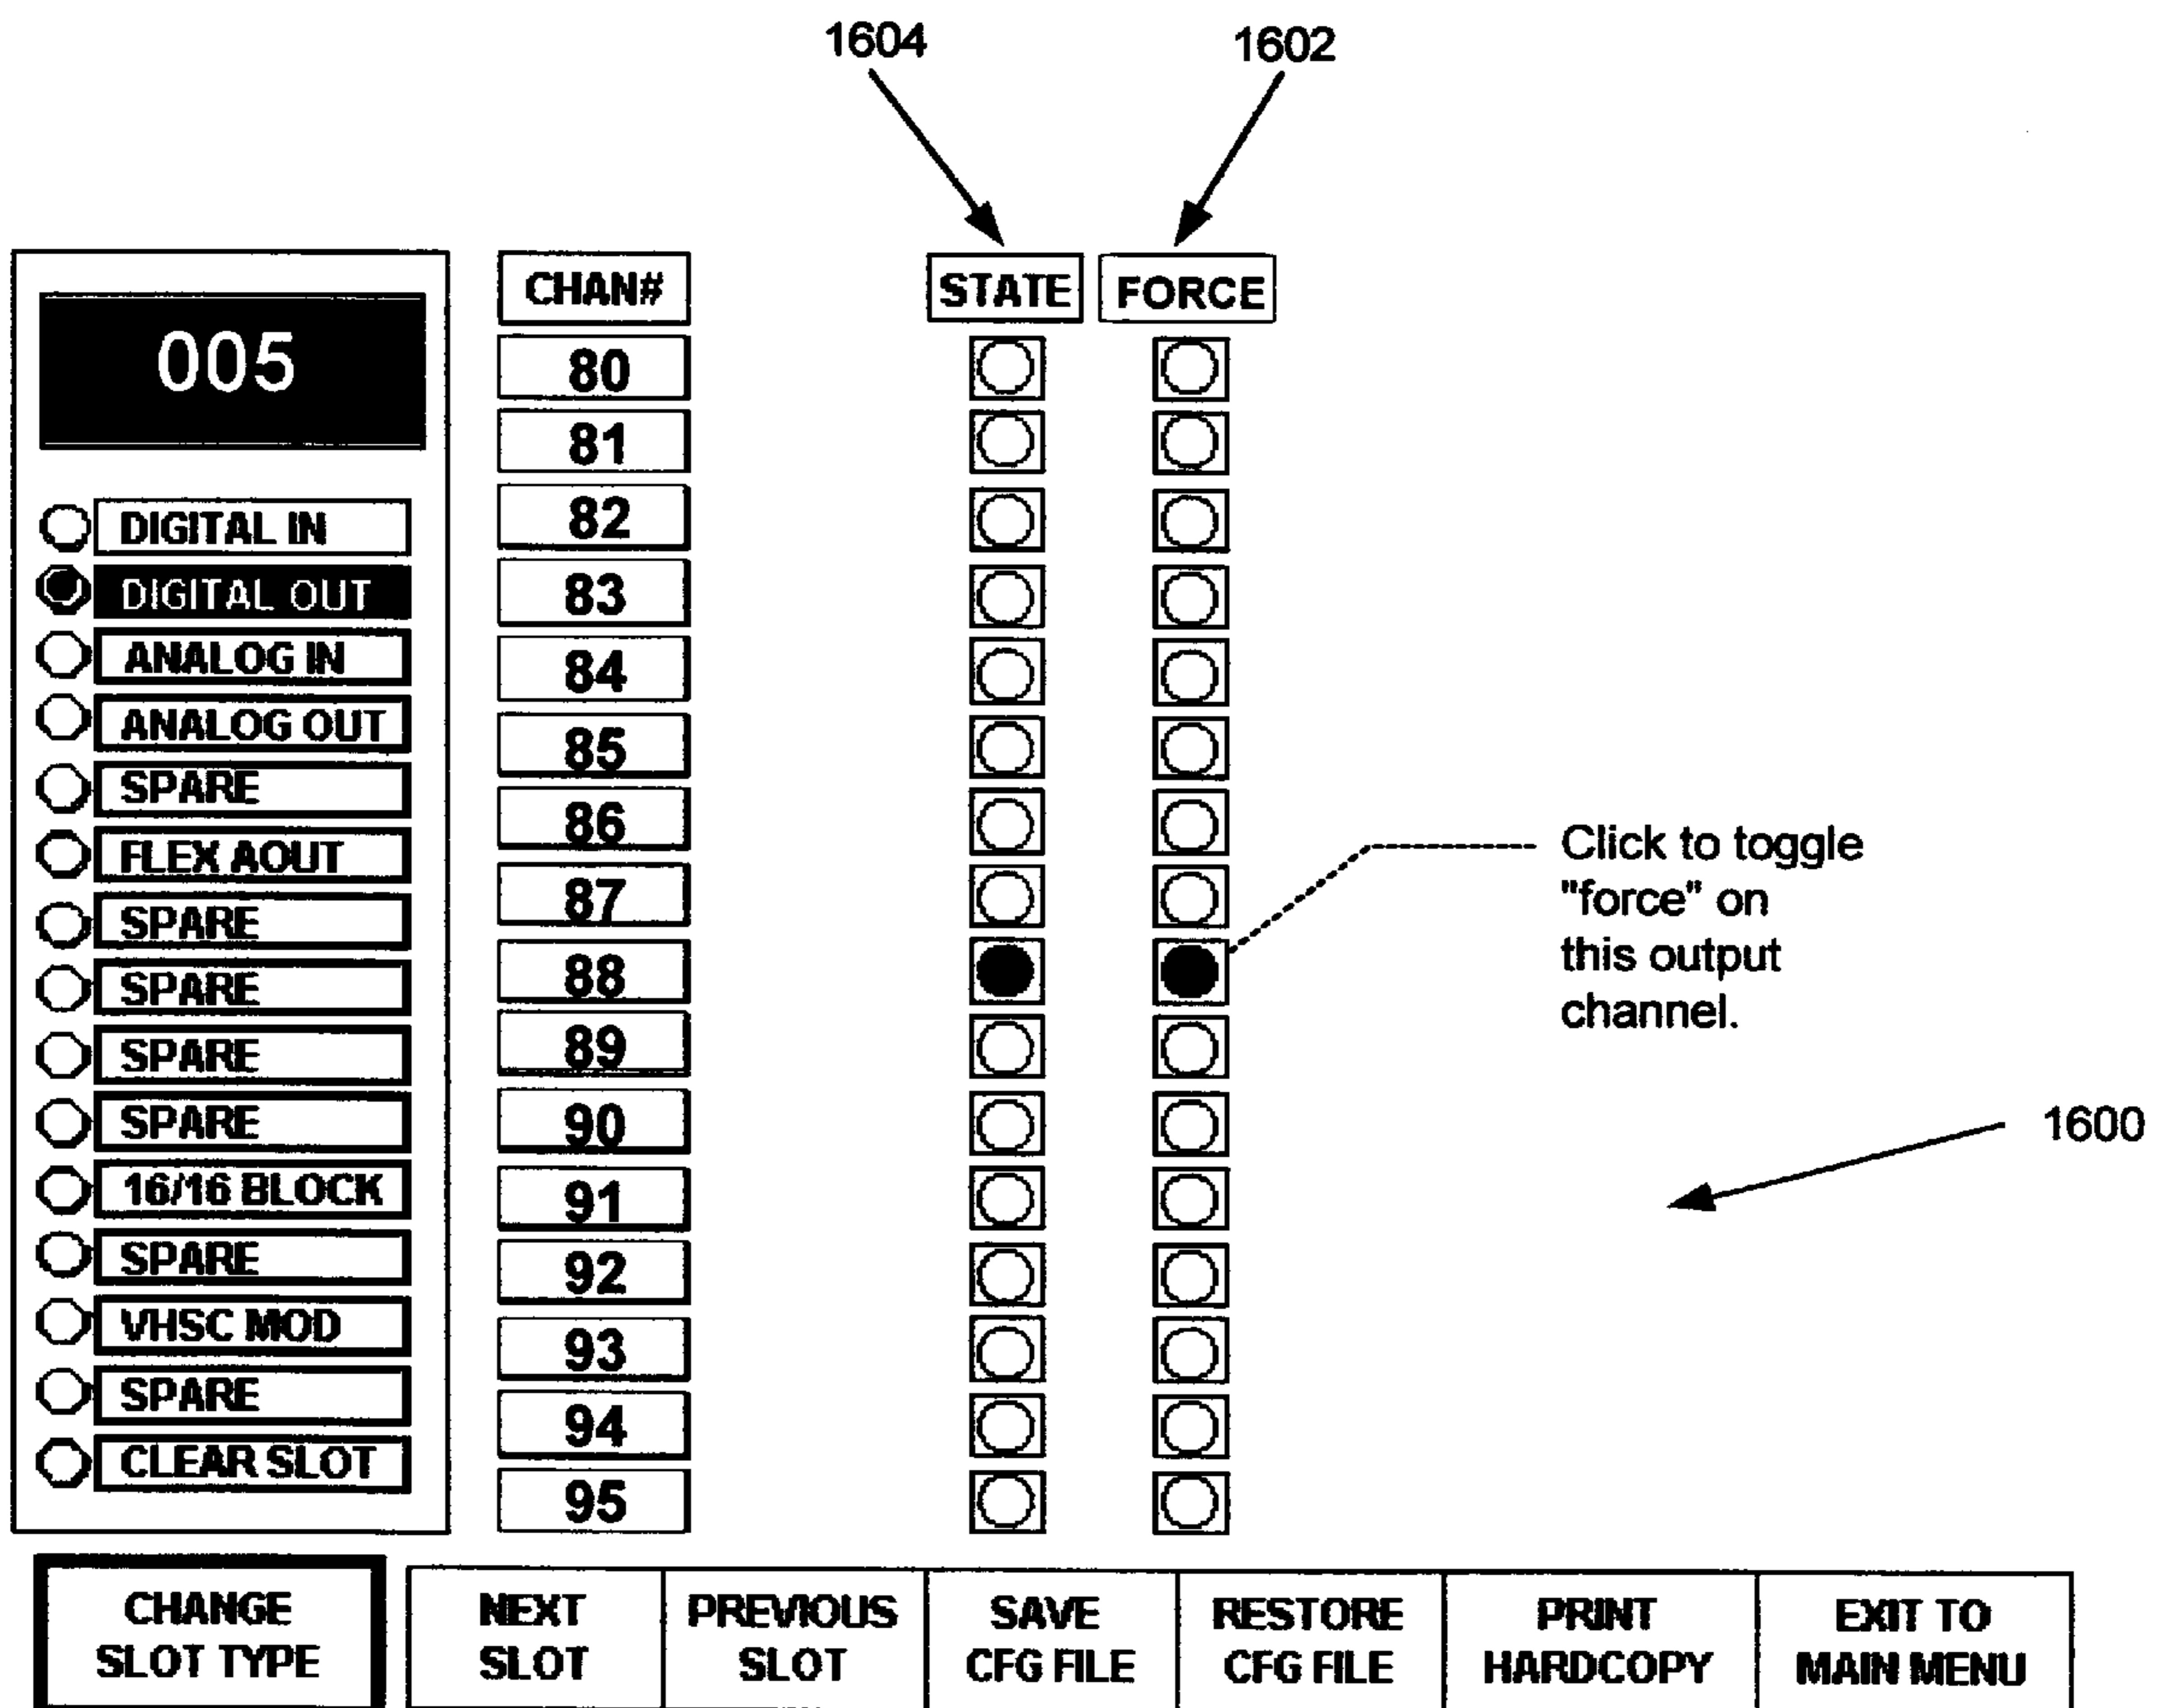 1604
1602
005
DIGITAL IN
DIGITAL OUT
ANALOG IN
ANALOG OUT
SPARE
FLEX AOUT
SPARE
SPARE
SPARE
SPARE
16/16 BLOCK
SPARE
VHSC MOD
SPARE
CLEAR SLOT
CHAN#
80
81
82
83
84
85
86
87
88
89
90
91
92
93
94
95
STATE
FORCE
Click to toggle
"force" on
this output
channel.
1600
CHANGE
SLOT TYPE
NEXT
SLOT
PREVIOUS
SLOT
SAVE
CFG FILE
RESTORE
CFG FILE
PRINT
HARDCOPY
EXIT TO
MAIN MENU